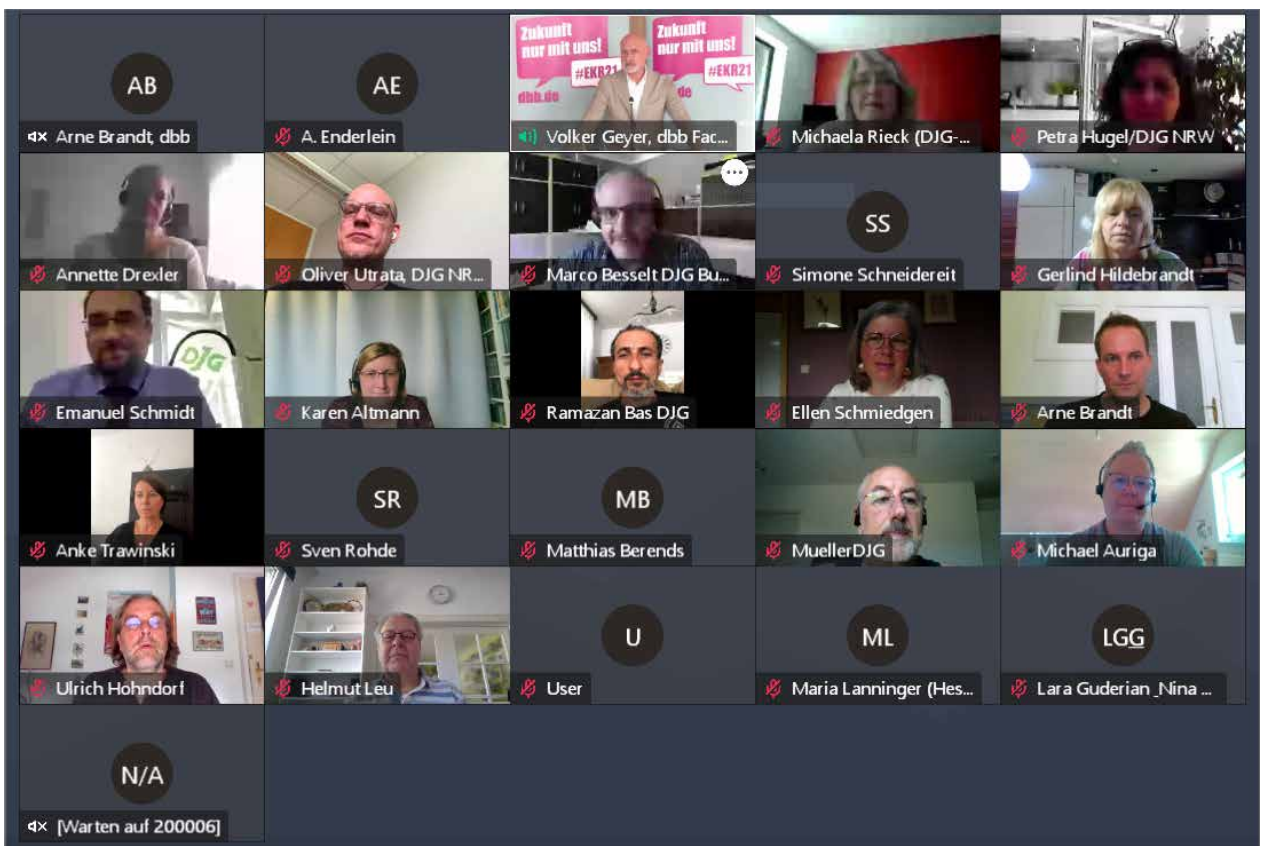 AB
Arne Brandt, dbb
AE
A. Enderlein
Zukunft
nur mit uns!
#EKR21
dbb.de
Zukunft
nur mit uns!
#EKR21
de
Volker Geyer, dbb Fac...
Michaela Rieck (DJG-...
Petra Hugel/DJG NRW
Annette Drexler
Oliver Utrata, DJG NR...
Marco Besselt DJG Bu...
SS
Simone Schneidereit
Gerlind Hildebrandt
DJG
Emanuel Schmidt
Karen Altmann
Ramazan Bas DJG
Ellen Schmiedgen
Arne Brandt
Anke Trawinski
SR
Sven Rohde
MB
Matthias Berends
MuellerDJG
Michael Auriga
Ulrich Hohndorf
Helmut Leu
U
User
ML
Maria Lanninger (Hes...
LGG
Lara Guderian _Nina ...
N/A
[Warten auf 200006]